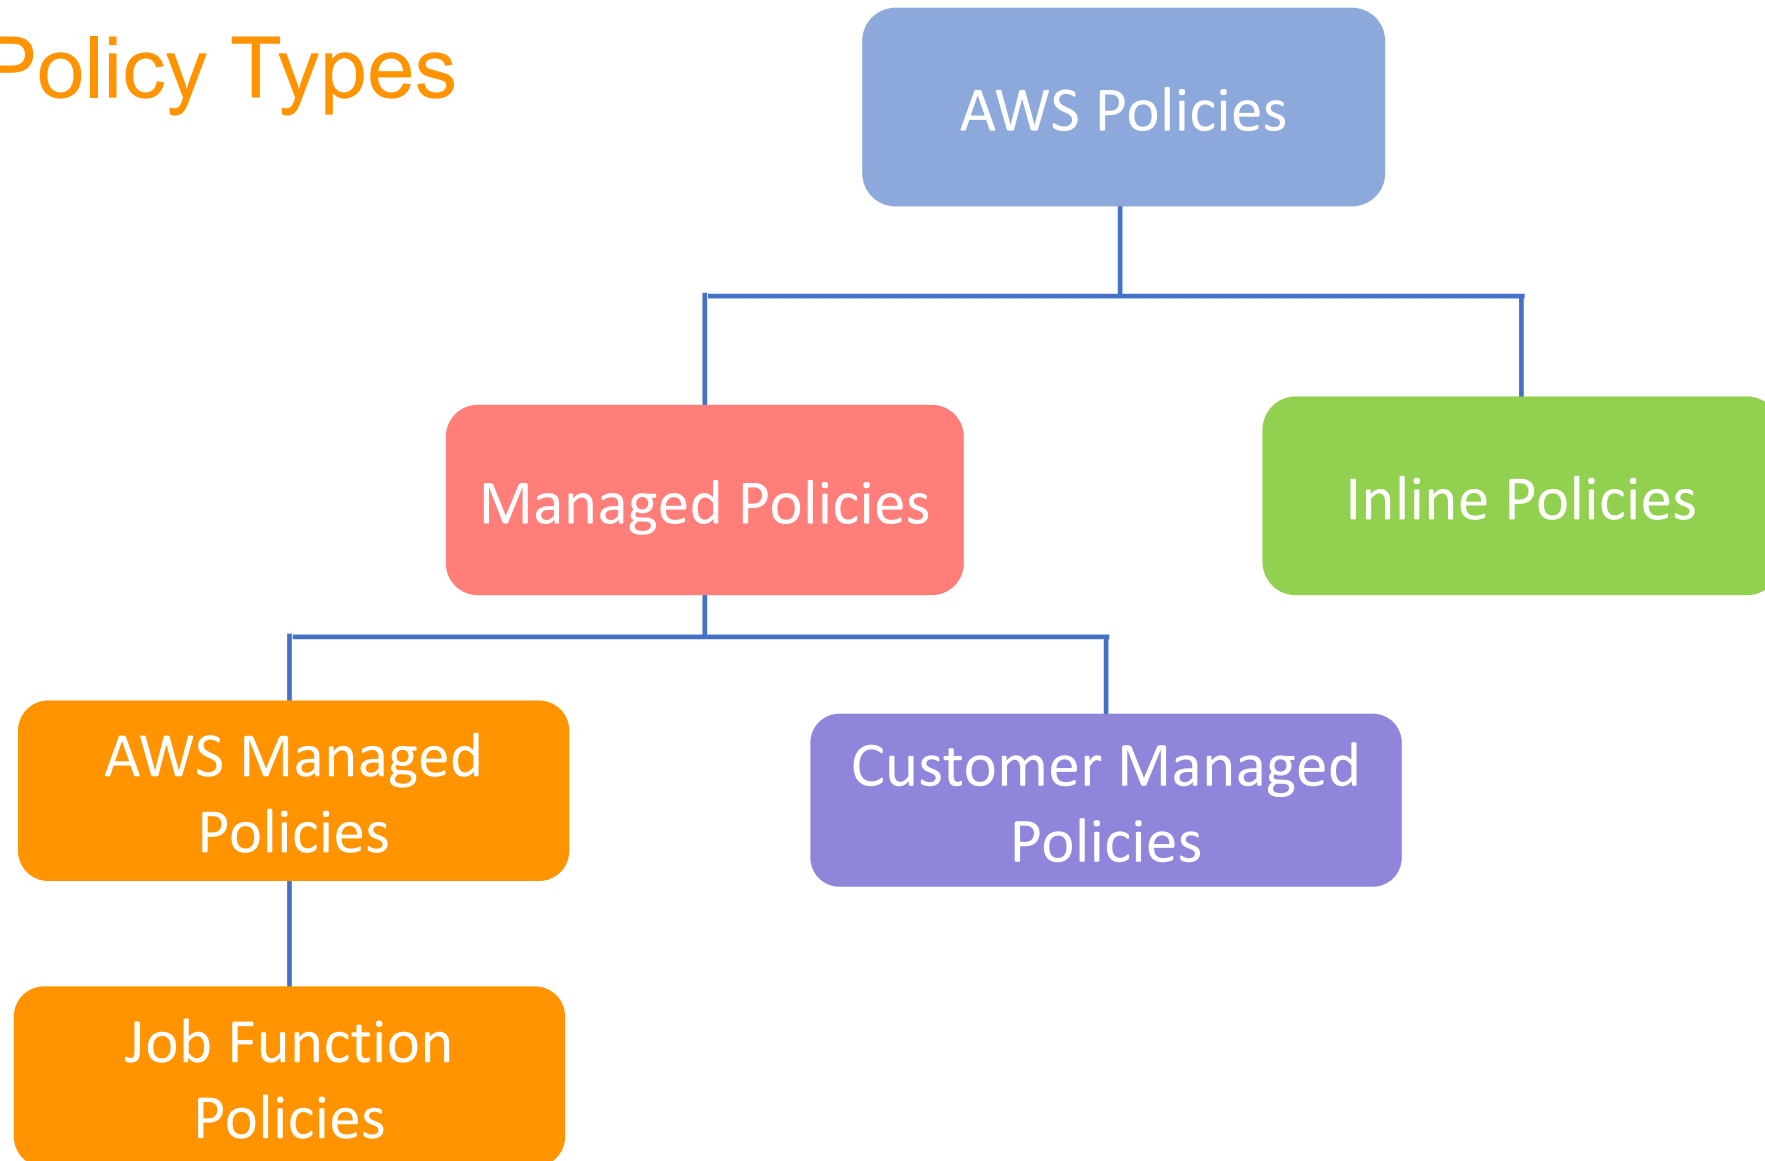 Policy Types
AWS Policies
Managed Policies
Inline Policies
AWS Managed
Policies
Customer Managed
Policies
Job Function
Policies